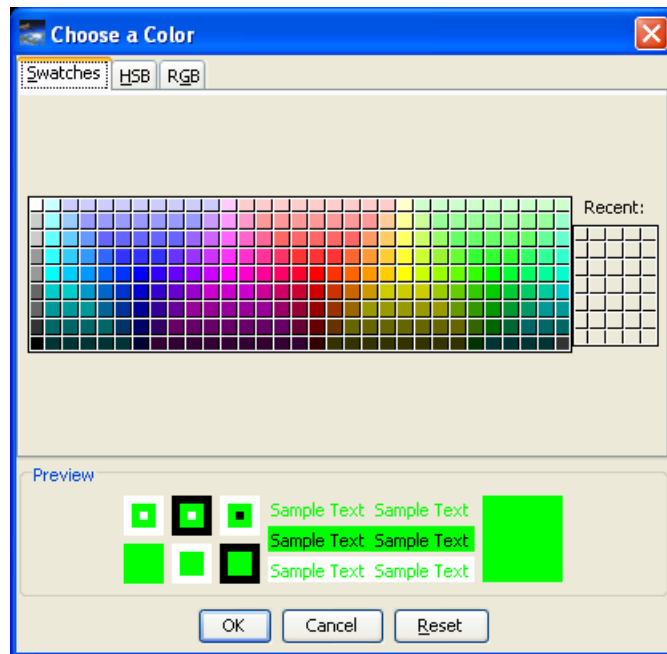 Choose a Color
Swatches HSB RGB
Recent:
Preview
Sample Text Sample Text
Sample Text Sample Text
Sample Text Sample Text
OK Cancel Reset